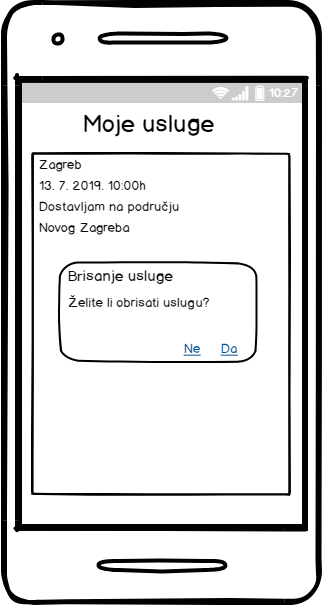 10:27
Moje usluge
Zagreb
13. 7. 2019. 10:00h
Dostavljam na području
Novog Zagreba
Brisanje usluge
Želite li obrisati uslugu?
Ne Da